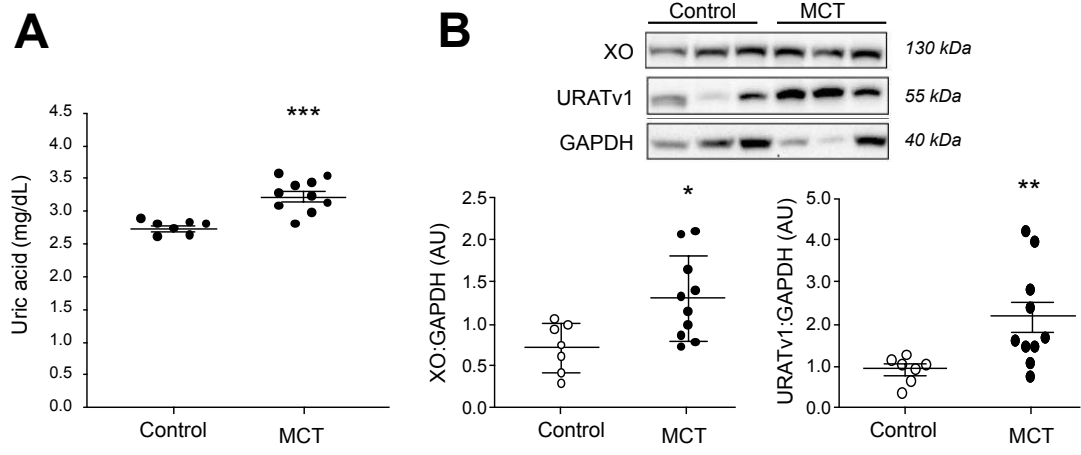 A
Uric acid (mg/dL)
4.5
4.0
3.5
3.0
2.5
2.0
1.5
1.0
0.5
0.0
***
Control
MCT
B
Control MCT
XO 130 kDa
URATv1 55 kDa
GAPDH 40 kDa
XO:GAPDH (AU)
2.5
2.0
1.5
1.0
0.5
0.0
*
Control
MCT
URATv1:GAPDH (AU)
5.0
4.0
3.0
2.0
1.0
0.0
**
Control
MCT